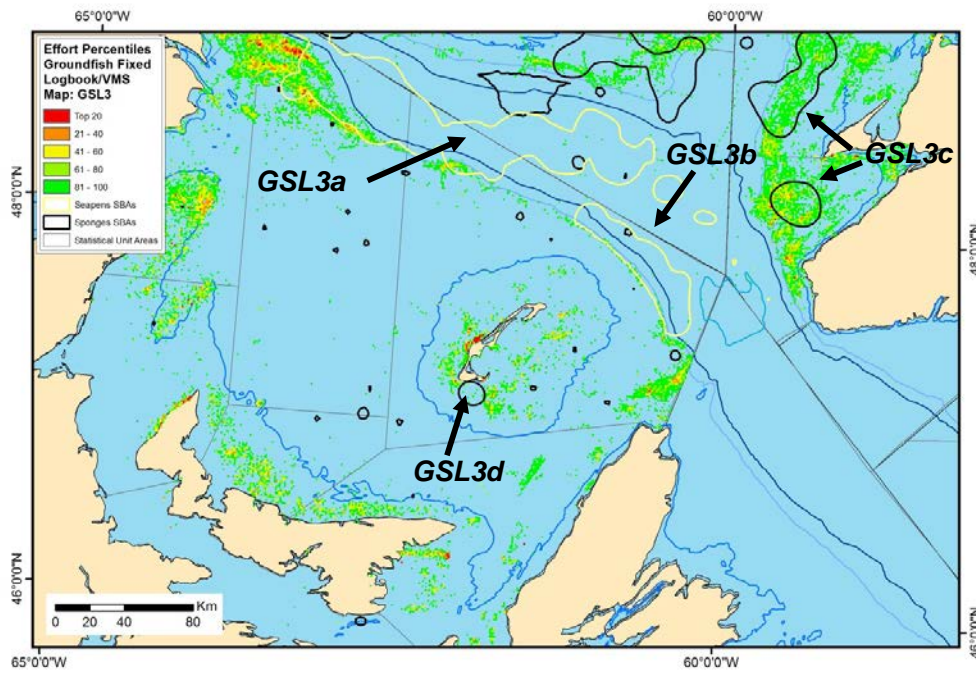 65°0'0"W
60°0'0"W
Effort Percentiles
Groundfish Fixed
Logbook/VMS
Map: GSL3
Top 20
21 - 40
41 - 60
61 - 80
81 - 100
Seapens SBAs
Sponges SBAs
Statistical Unit Areas
GSL3a
GSL3b
GSL3c
GSL3d
48°0'0"N
48°0'0"N
46°0'0"N
46°0'0"N
Km
0 20 40 80
65°0'0"W
60°0'0"W